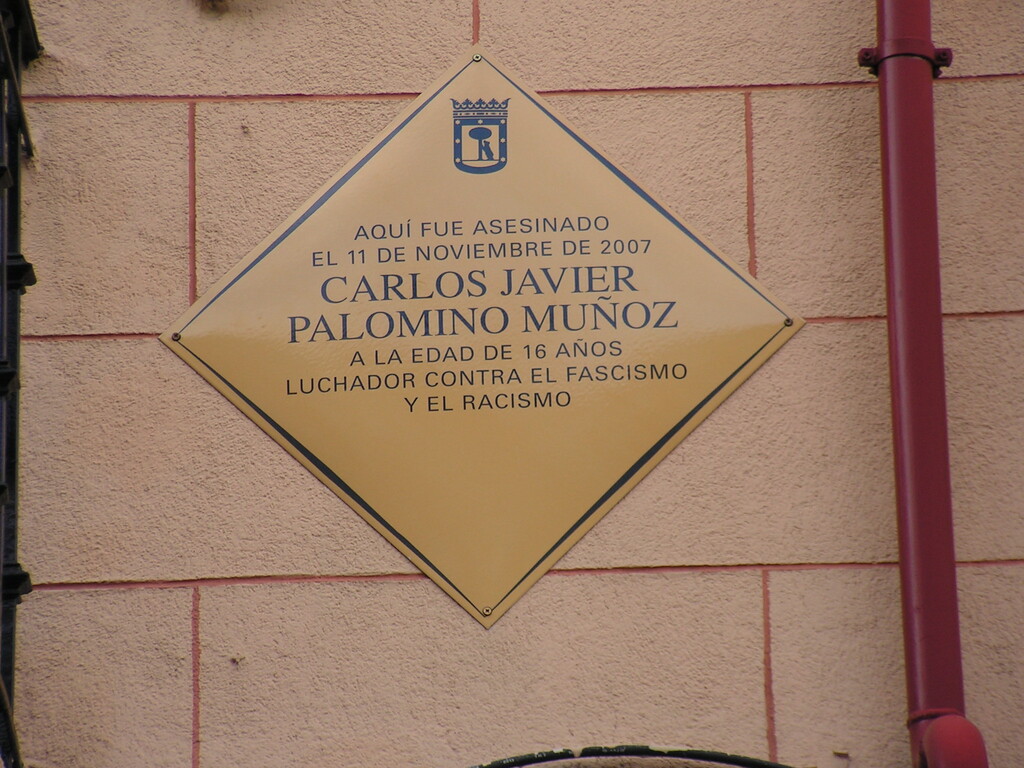 AQUÍ FUE ASESINADO
EL 11 DE NOVIEMBRE DE 2007
CARLOS JAVIER
PALOMINO MUÑOZ
A LA EDAD DE 16 AÑOS
LUCHADOR CONTRA EL FASCISMO
Y EL RACISMO